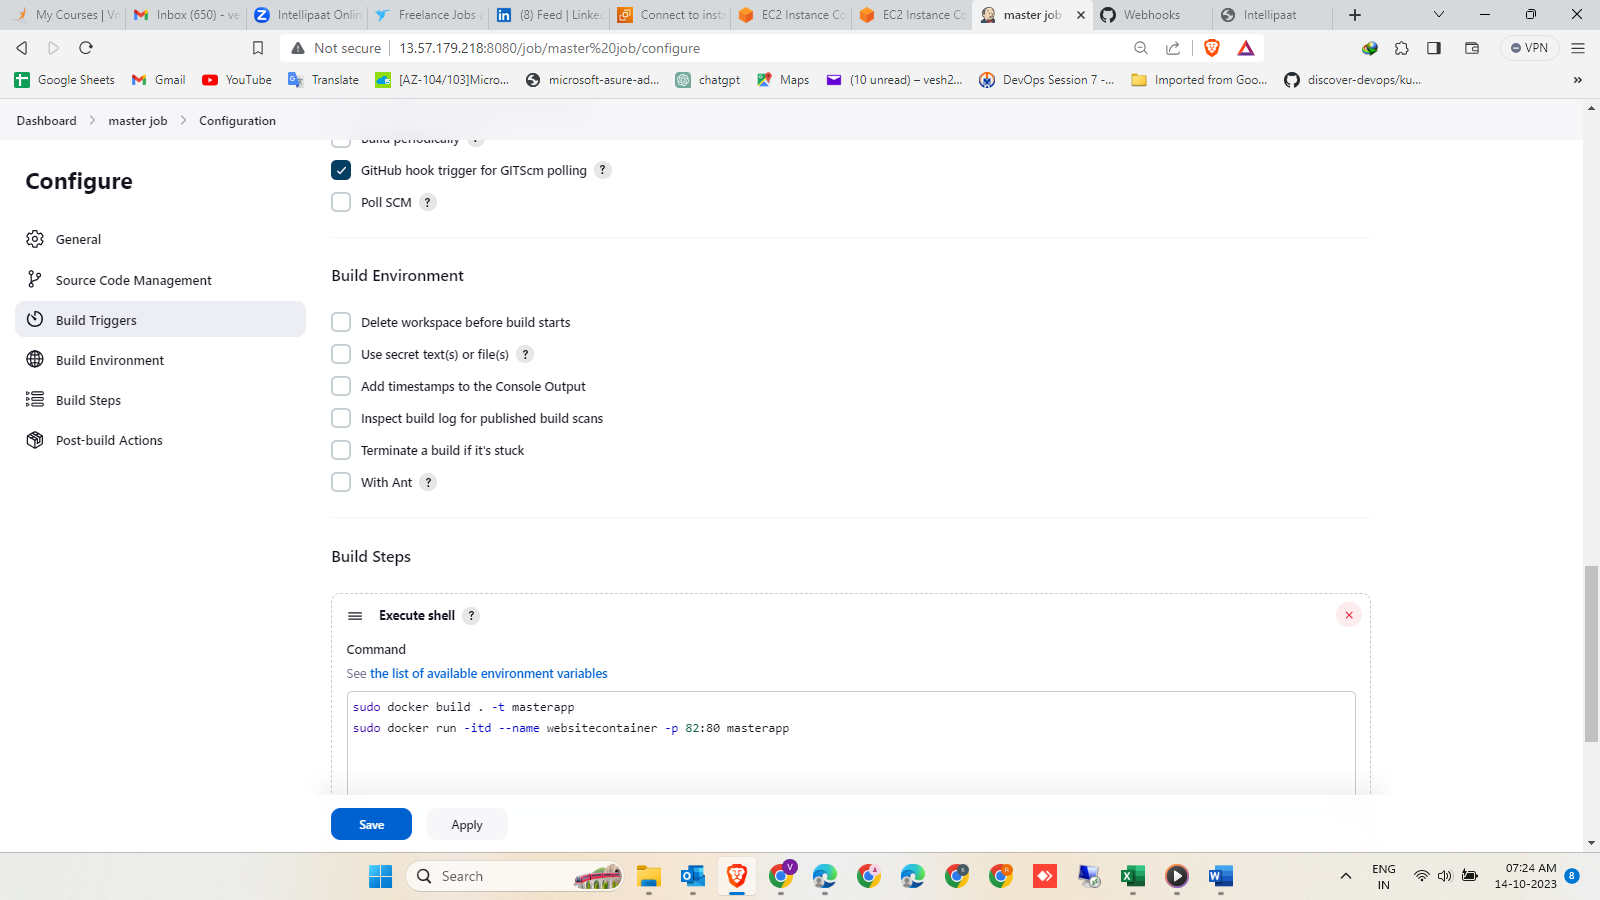 My Courses | Vn
Inbox (650) - ve
Intellipaat Onlin
Freelance Jobs a
(8) Feed | Linked
Connect to insta
EC2 Instance Co
EC2 Instance Co
master job
Webhooks
Intellipaat
Not secure
13.57.179.218:8080/job/master%20job/configure
VPN
Google Sheets
Gmail
YouTube
Translate
[AZ-104/103]Micro...
microsoft-asure-ad...
chatgpt
Maps
(10 unread) – vesh2...
DevOps Session 7 -...
Imported from Goo...
discover-devops/ku...
»
Dashboard
master job
Configuration
Configure
General
Source Code Management
Build Triggers
Build Environment
Build Steps
Post-build Actions
Build periodically ?
GitHub hook trigger for GITScm polling ?
Poll SCM ?
Build Environment
Delete workspace before build starts
Use secret text(s) or file(s) ?
Add timestamps to the Console Output
Inspect build log for published build scans
Terminate a build if it's stuck
With Ant ?
Build Steps
Execute shell ?
Command
See the list of available environment variables
sudo docker build . -t masterapp
sudo docker run -itd --name websitecontainer -p 82:80 masterapp
Save
Apply
Search
ENG
IN
07:24 AM
14-10-2023
8